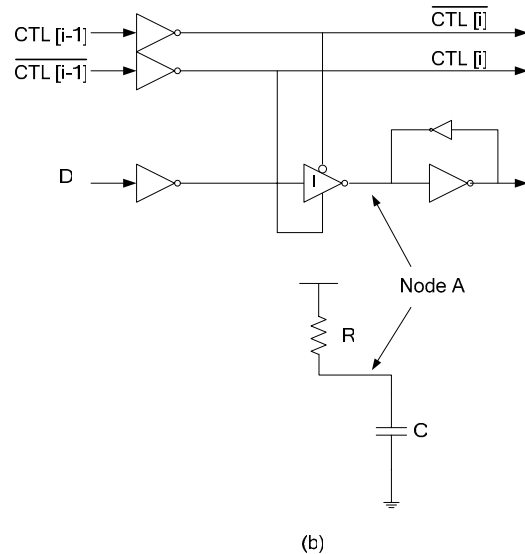 CTL [i-1]
CTL [i]
CTL [i-1]
CTL [i]
D
I
Node A
R
C
(b)